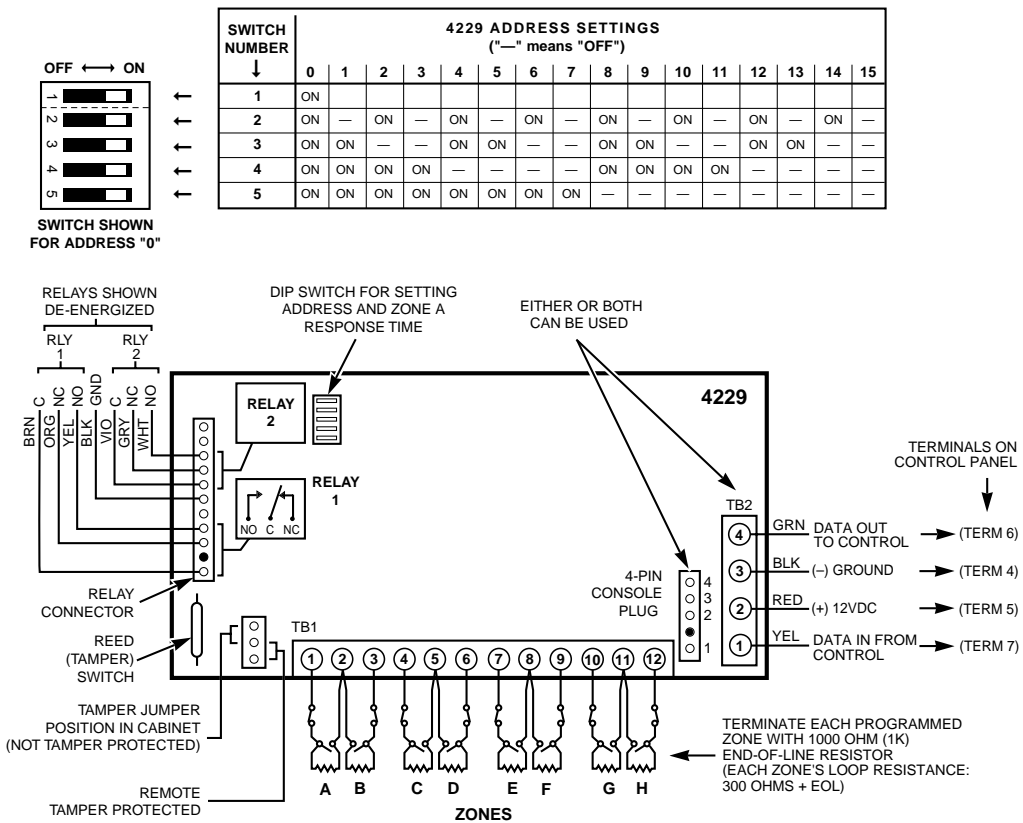 SWITCH NUMBER ↓
4229 ADDRESS SETTINGS
("—" means "OFF")
0 1 2 3 4 5 6 7 8 9 10 11 12 13 14 15
1 ON
2 ON — ON — ON — ON — ON — ON — ON — ON —
3 ON ON — — ON ON — — ON ON — — ON ON — —
4 ON ON ON ON — — — — ON ON ON ON — — — —
5 ON ON ON ON ON ON ON ON — — — — — — — —
OFF ←→ ON
1
2
3
4
5
SWITCH SHOWN
FOR ADDRESS "0"
RELAYS SHOWN
DE-ENERGIZED
RLY
1
RLY
2
C NC NO GND C NC NO
BRN ORG YEL BLK VIO GRY WHT
DIP SWITCH FOR SETTING
ADDRESS AND ZONE A
RESPONSE TIME
EITHER OR BOTH
CAN BE USED
4229
RELAY
2
RELAY
1
NO C NC
RELAY
CONNECTOR
REED
(TAMPER)
SWITCH
TAMPER JUMPER
POSITION IN CABINET
(NOT TAMPER PROTECTED)
REMOTE
TAMPER PROTECTED
TB1
1 2 3 4 5 6 7 8 9 10 11 12
A B C D E F G H
ZONES
4-PIN
CONSOLE
PLUG
4
3
2
1
TB2
4
3
2
1
TERMINALS ON
CONTROL PANEL
GRN DATA OUT
TO CONTROL (TERM 6)
BLK (–) GROUND (TERM 4)
RED (+) 12VDC (TERM 5)
YEL DATA IN FROM
CONTROL (TERM 7)
TERMINATE EACH PROGRAMMED
ZONE WITH 1000 OHM (1K)
END-OF-LINE RESISTOR
(EACH ZONE'S LOOP RESISTANCE:
300 OHMS + EOL)